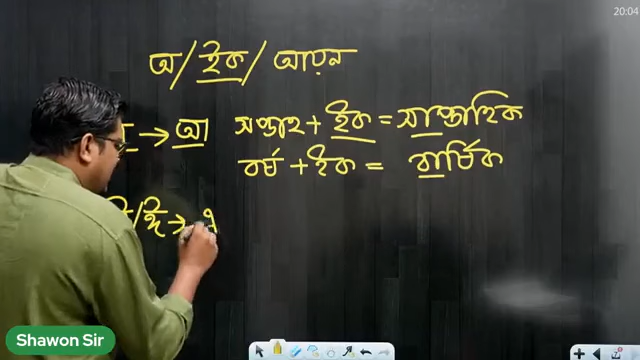 20:04
অ/ইক/আয়ন
→ আ সপ্তাহ + ইক = সাপ্তাহিক
বর্ষ + ইক = বার্ষিক
ই/ঈ →
Shawon Sir